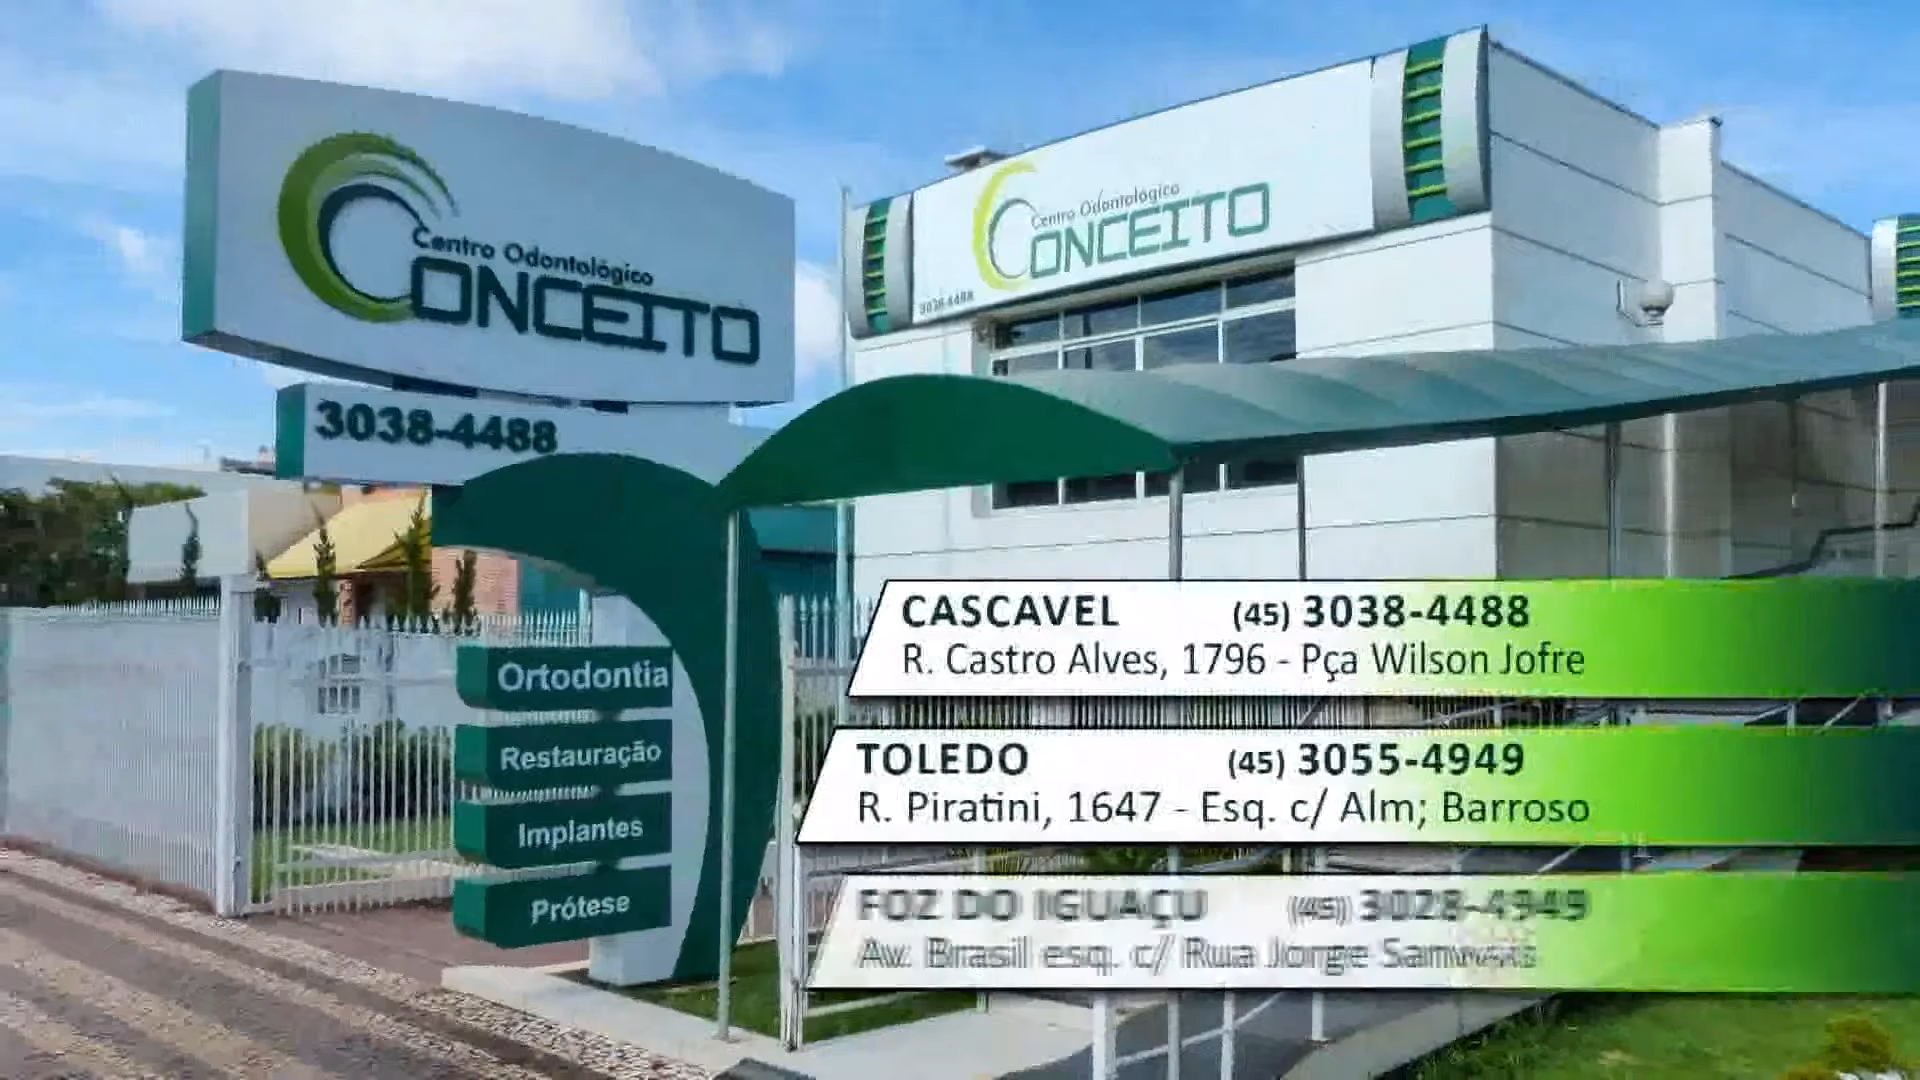 Centro Odontológico
CONCEITO
3038-4488
Centro Odontológico
CONCEITO
3038-4488
Ortodontia
Restauração
Implantes
Prótese
CASCAVEL (45) 3038-4488
R. Castro Alves, 1796 - Pça Wilson Jofre
TOLEDO (45) 3055-4949
R. Piratini, 1647 - Esq. c/ Alm; Barroso
FOZ DO IGUAÇU (45) 3028-4949
Av. Brasil esq. c/ Rua Jorge